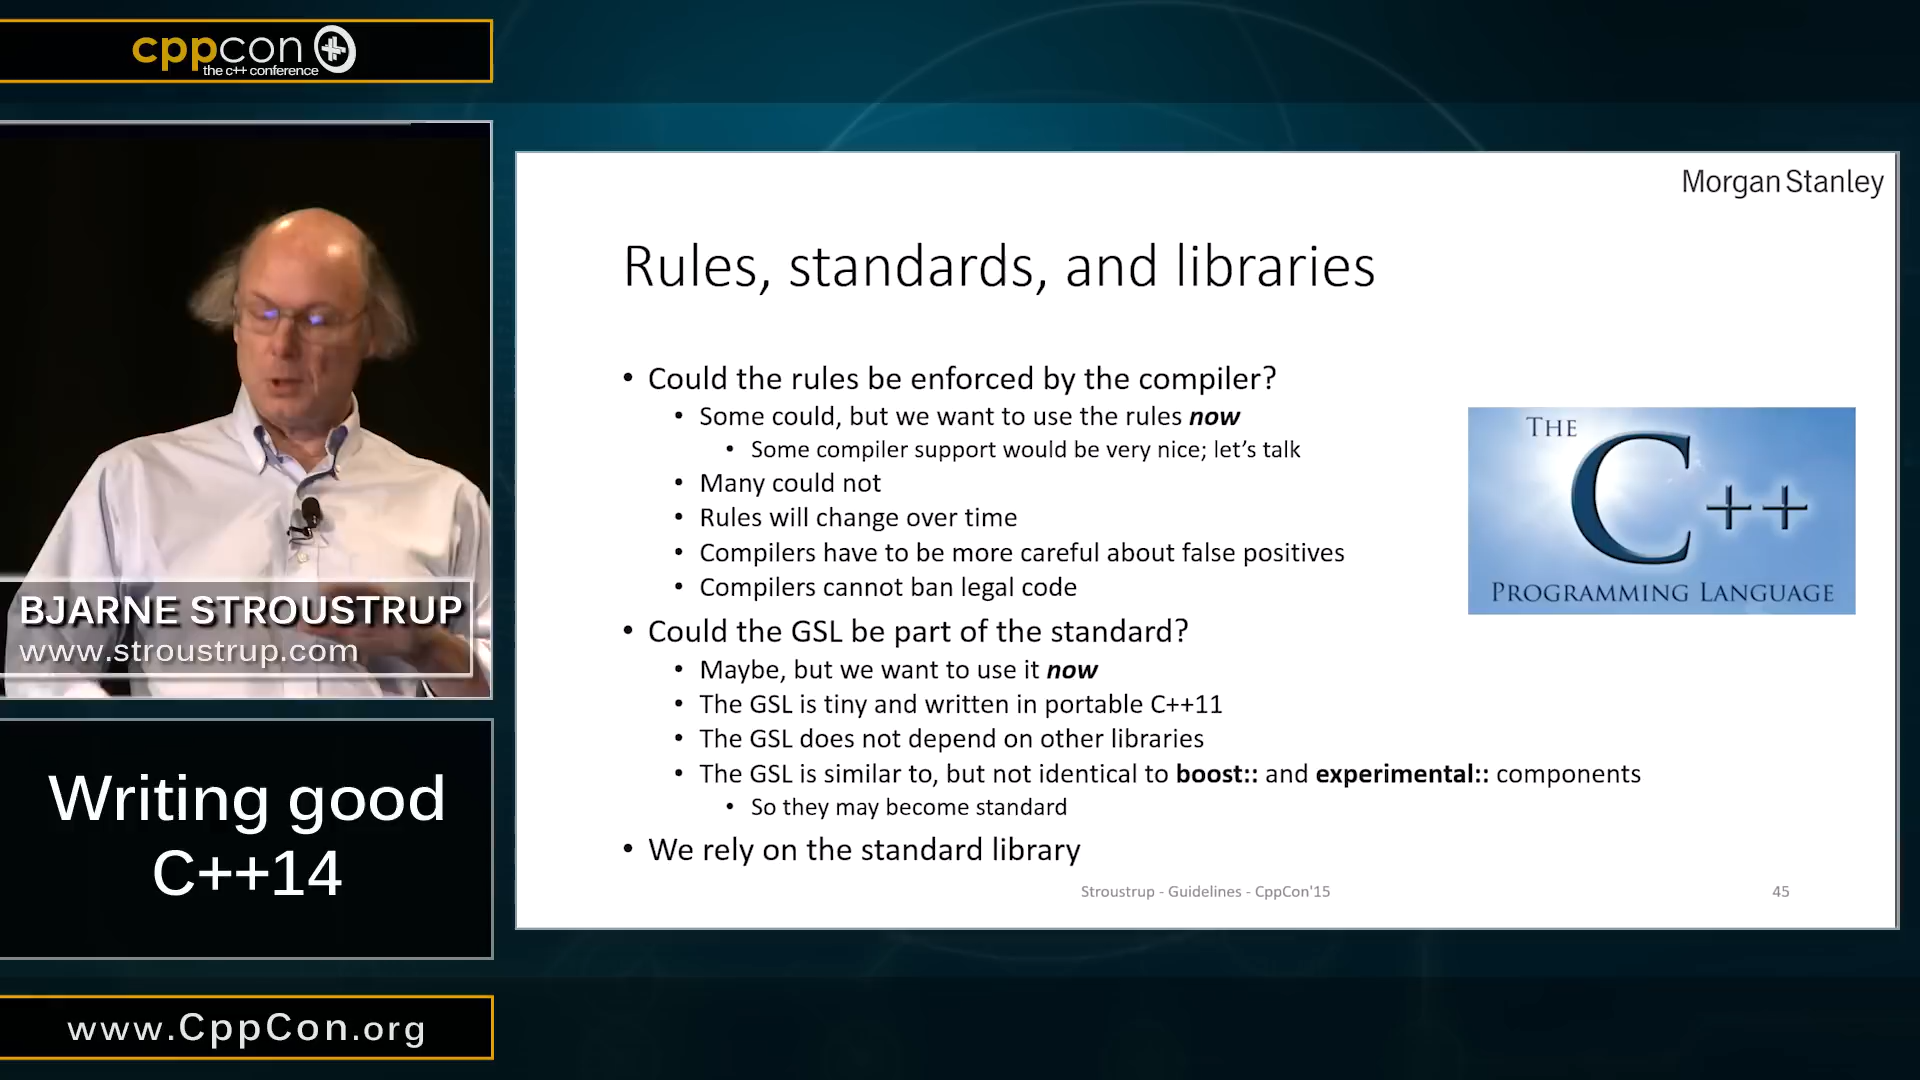 cppcon
the c++ conference
BJARNE STROUSTRUP
www.stroustrup.com
Writing good
C++14
www.CppCon.org
Morgan Stanley
Rules, standards, and libraries
• Could the rules be enforced by the compiler?
• Some could, but we want to use the rules now
• Some compiler support would be very nice; let’s talk
• Many could not
• Rules will change over time
• Compilers have to be more careful about false positives
• Compilers cannot ban legal code
• Could the GSL be part of the standard?
• Maybe, but we want to use it now
• The GSL is tiny and written in portable C++11
• The GSL does not depend on other libraries
• The GSL is similar to, but not identical to boost:: and experimental:: components
• So they may become standard
• We rely on the standard library
THE
C++
PROGRAMMING LANGUAGE
Stroustrup - Guidelines - CppCon'15
45